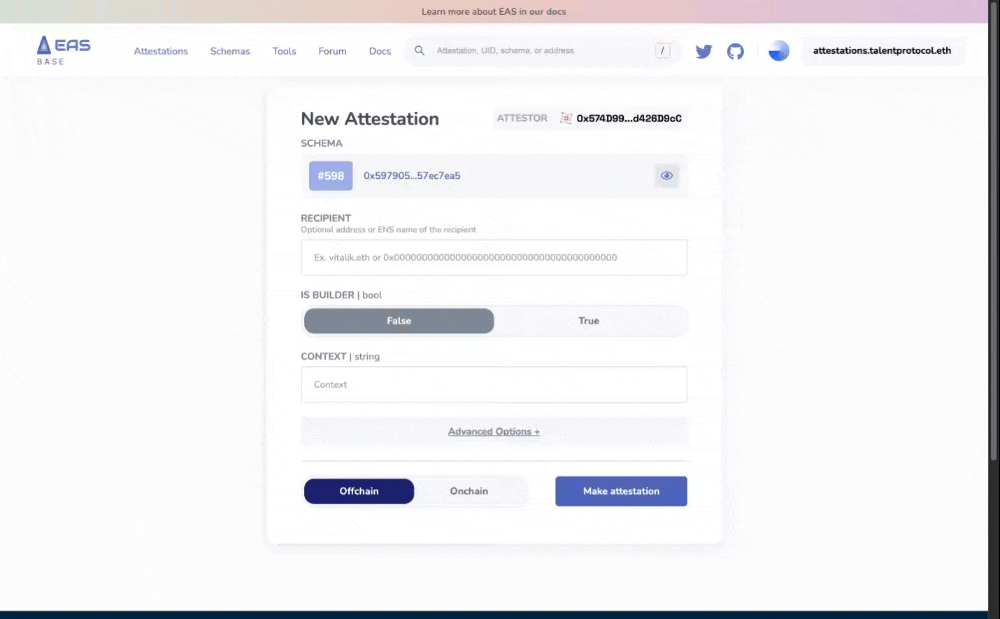 Learn more about EAS in our docs
EAS
BASE
Attestations Schemas Tools Forum Docs Attestation, UID, schema, or address / attestations.talentprotocol.eth
New Attestation ATTESTOR 0x574D99...d426D9cC
SCHEMA
#598 0x597905...57ec7ea5
RECIPIENT
Optional address or ENS name of the recipient
Ex. vitalik.eth or 0x0000000000000000000000000000000000000000
IS BUILDER | bool
False True
CONTEXT | string
Context
Advanced Options +
Offchain Onchain Make attestation